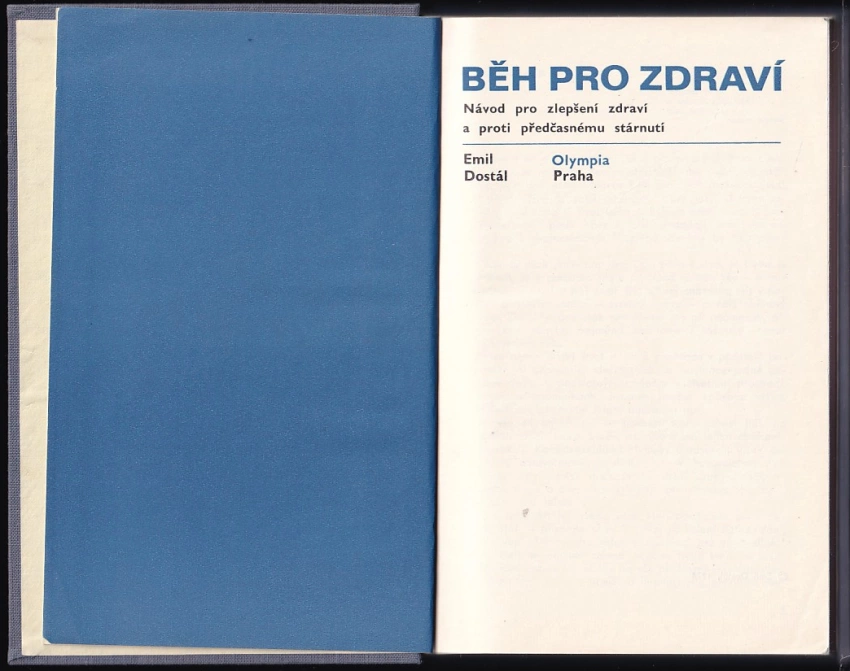 BĚH PRO ZDRAVÍ
Návod pro zlepšení zdraví
a proti předčasnému stárnutí
Emil Olympia
Dostál Praha